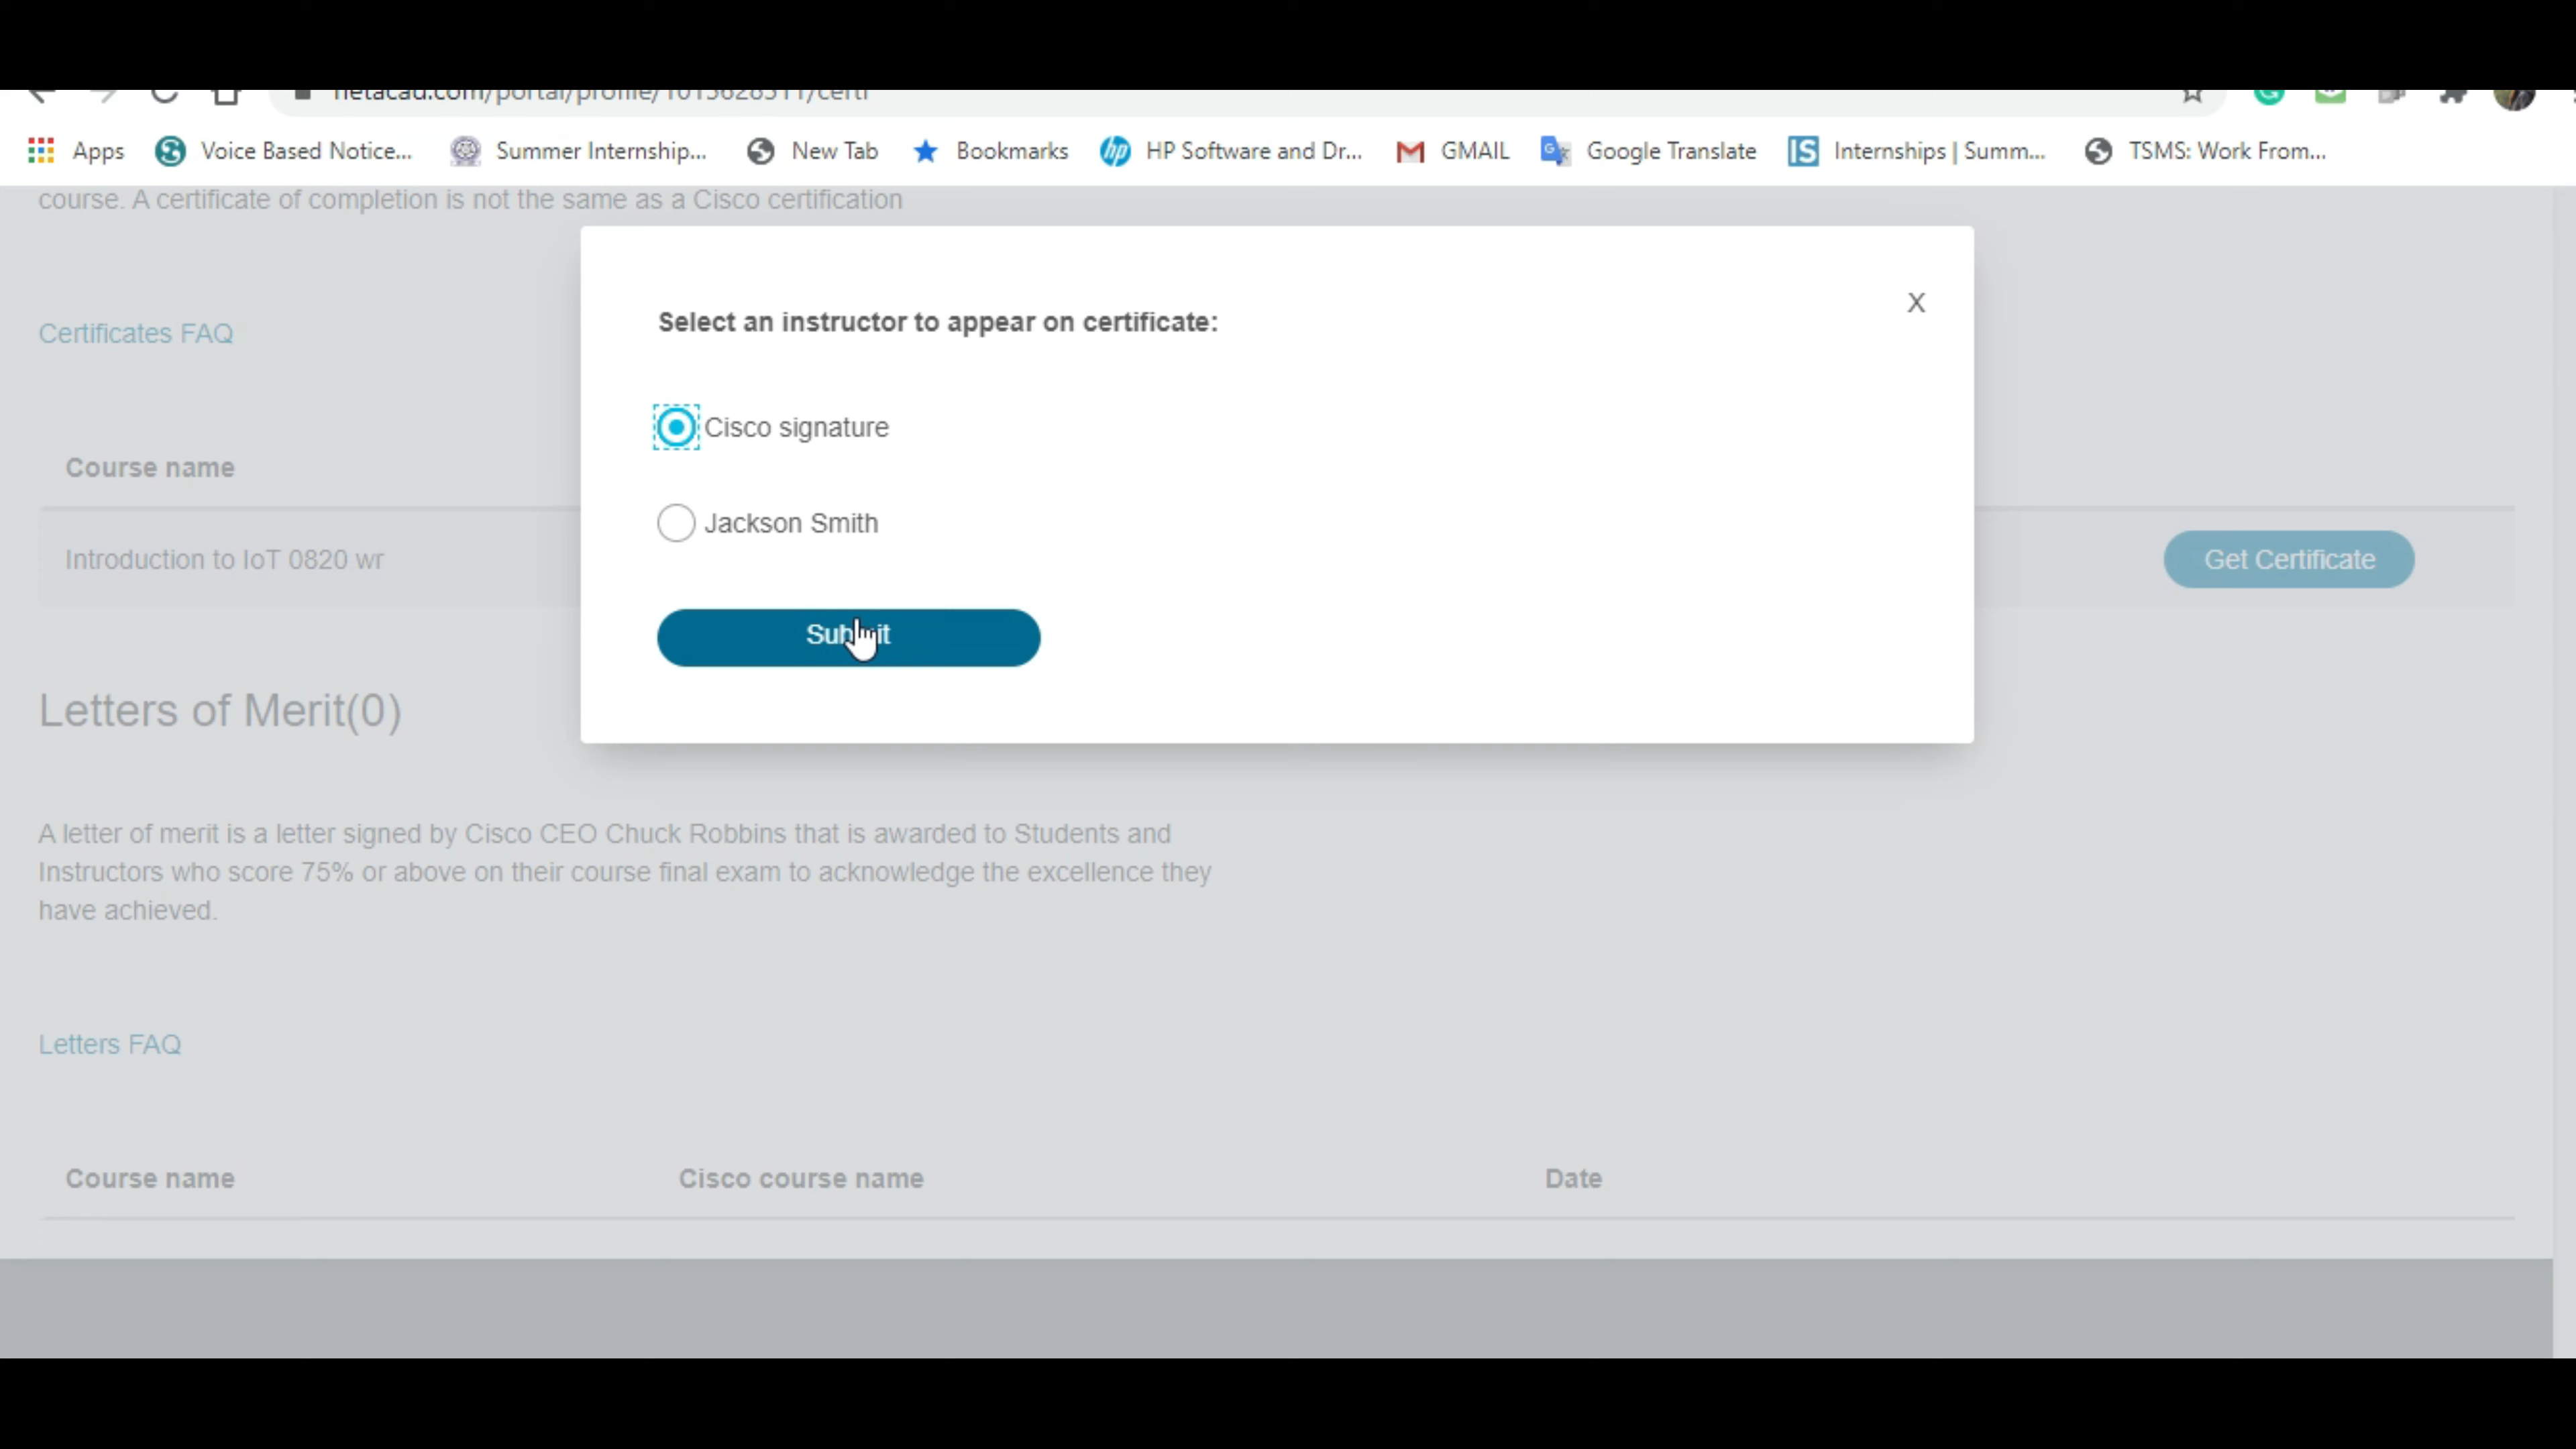 Apps Voice Based Notice... Summer Internship... New Tab Bookmarks HP Software and Dr... GMAIL Google Translate Internships | Summ... TSMS: Work From...
course. A certificate of completion is not the same as a Cisco certification
Certificates FAQ
Course name
Introduction to IoT 0820 wr
Get Certificate
Select an instructor to appear on certificate:
X
Cisco signature
Jackson Smith
Submit
Letters of Merit(0)
A letter of merit is a letter signed by Cisco CEO Chuck Robbins that is awarded to Students and
Instructors who score 75% or above on their course final exam to acknowledge the excellence they
have achieved.
Letters FAQ
Course name Cisco course name Date